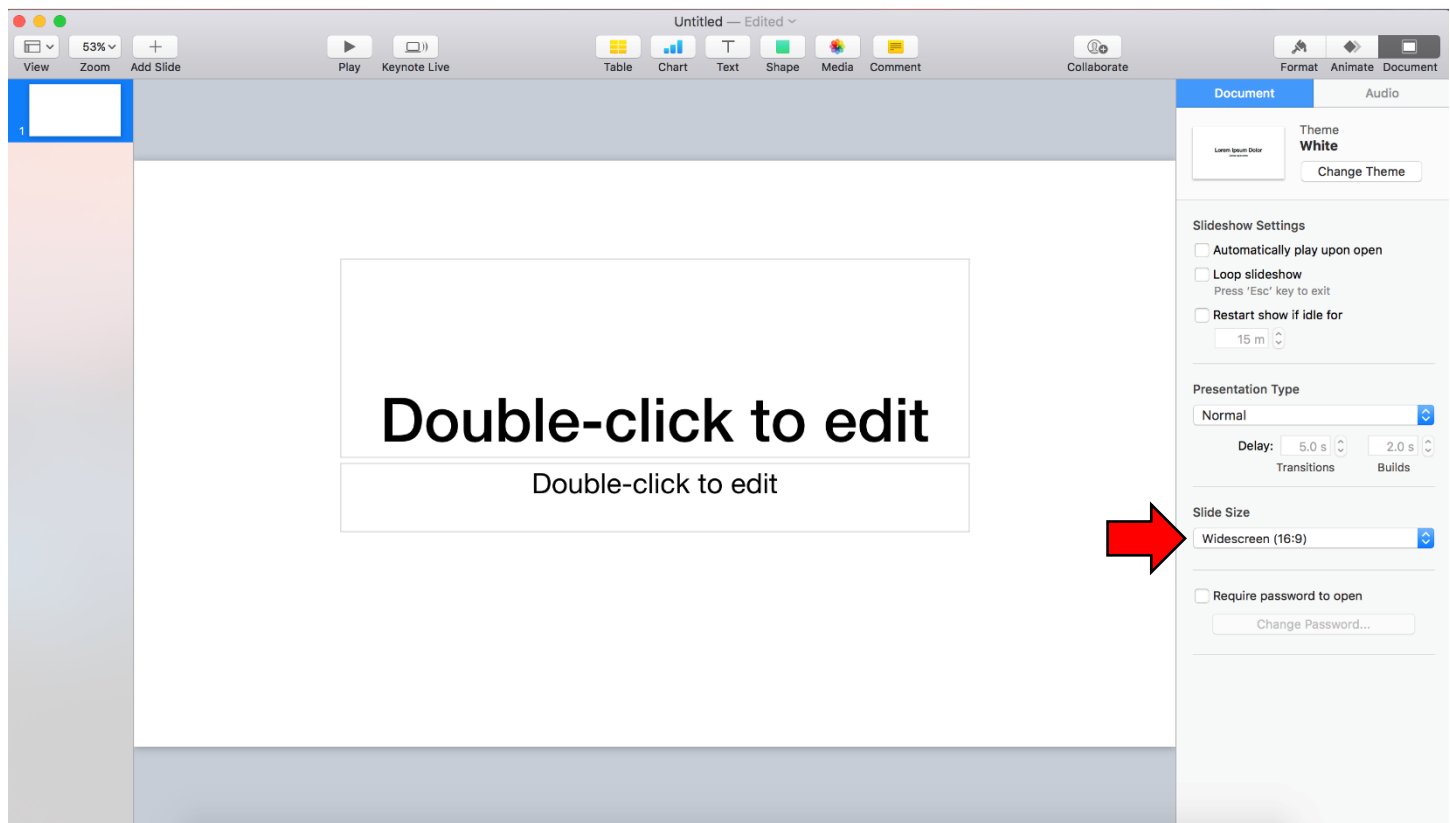 Untitled — Edited
53%
View Zoom Add Slide Play Keynote Live Table Chart Text Shape Media Comment Collaborate Format Animate Document
1
Document Audio
Lorem Ipsum Dolor
Theme
White
Change Theme
Slideshow Settings
Automatically play upon open
Loop slideshow
Press 'Esc' key to exit
Restart show if idle for
15 m
Double-click to edit
Double-click to edit
Presentation Type
Normal
Delay: 5.0 s 2.0 s
Transitions Builds
Slide Size
Widescreen (16:9)
Require password to open
Change Password...